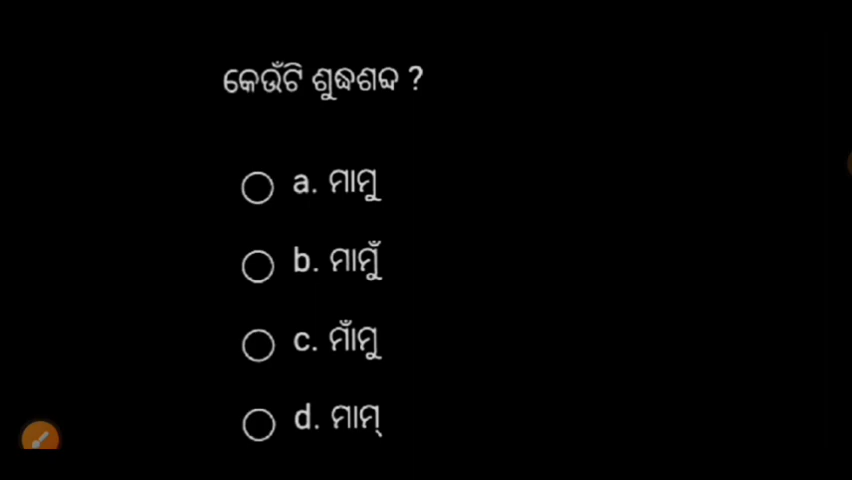 କେଉଁଟି ଶୁଦ୍ଧଶବ୍ଦ ?
a. ମାମୁ
b. ମାମୁଁ
c. ମାଁମୁ
d. ମାମ୍